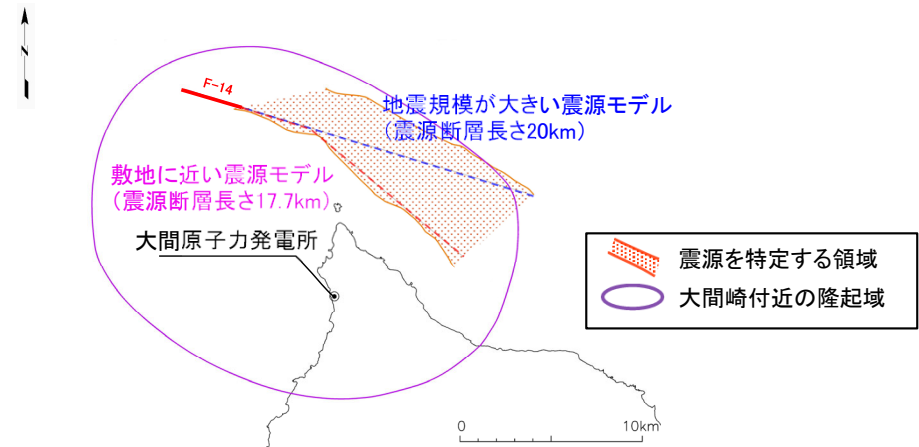 N
F-14
地震規模が大きい震源モデル
(震源断層長さ20km)
敷地に近い震源モデル
(震源断層長さ17.7km)
大間原子力発電所
震源を特定する領域
大間崎付近の隆起域
0 10km